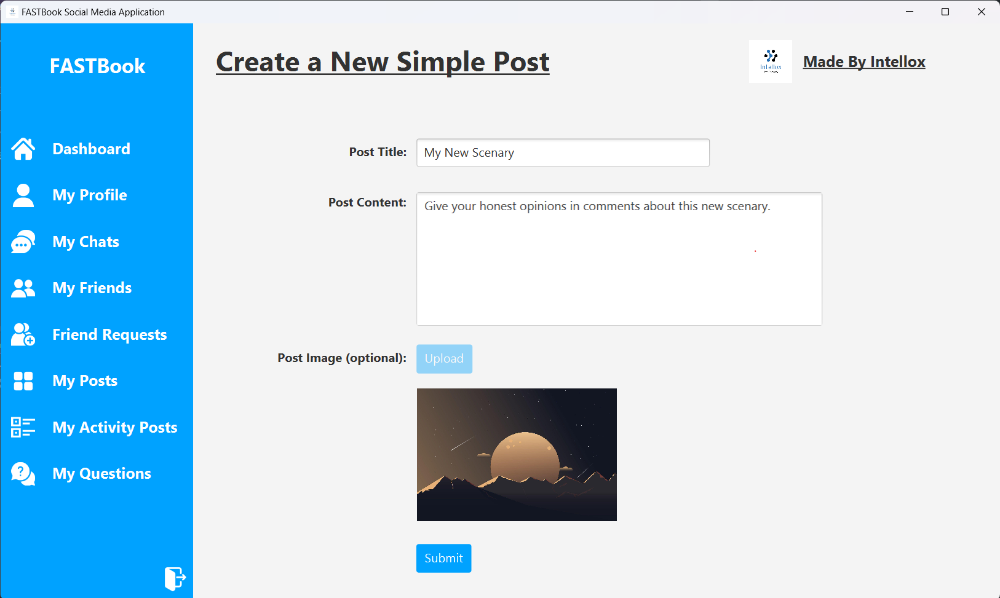 FASTBook Social Media Application
FASTBook
Create a New Simple Post
Intellox
Made By Intellox
Dashboard
My Profile
My Chats
My Friends
Friend Requests
My Posts
My Activity Posts
My Questions
Post Title:
My New Scenary
Post Content:
Give your honest opinions in comments about this new scenary.
Post Image (optional):
Upload
Submit